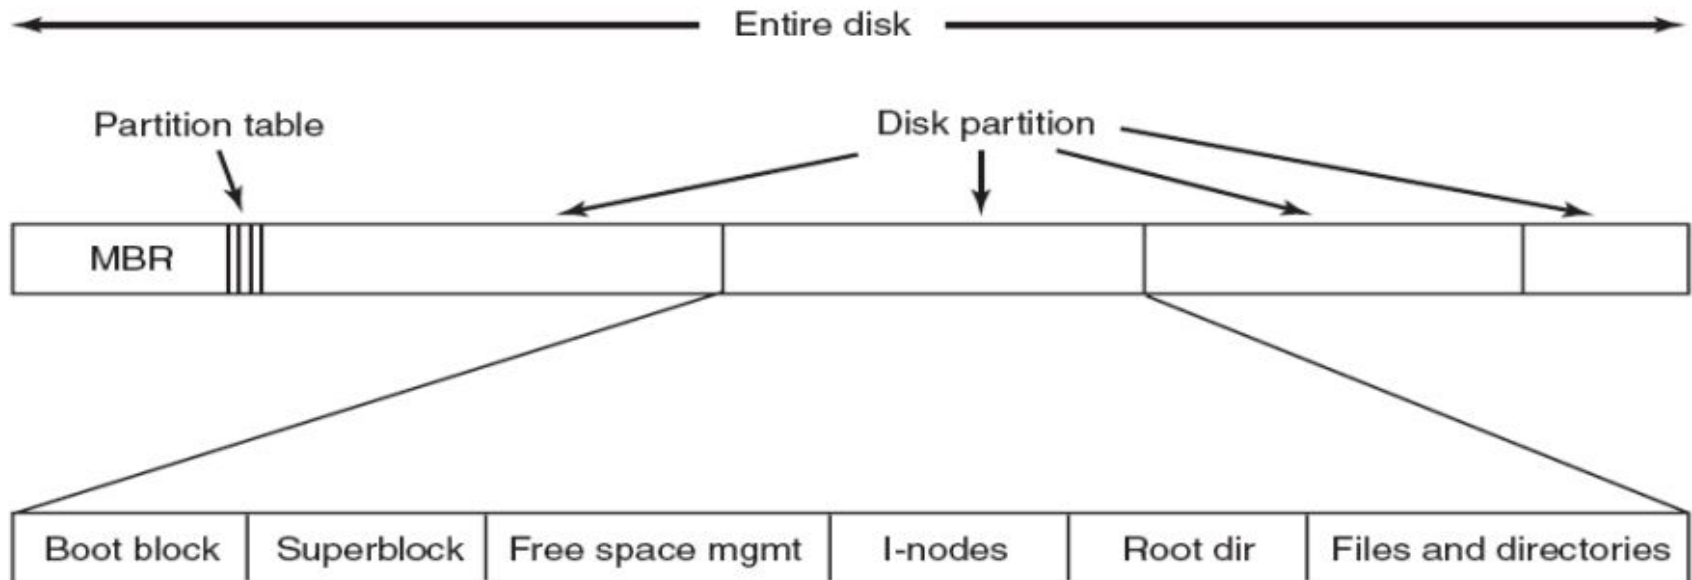 Entire disk
Partition table
Disk partition
MBR
Boot block
Superblock
Free space mgmt
I-nodes
Root dir
Files and directories